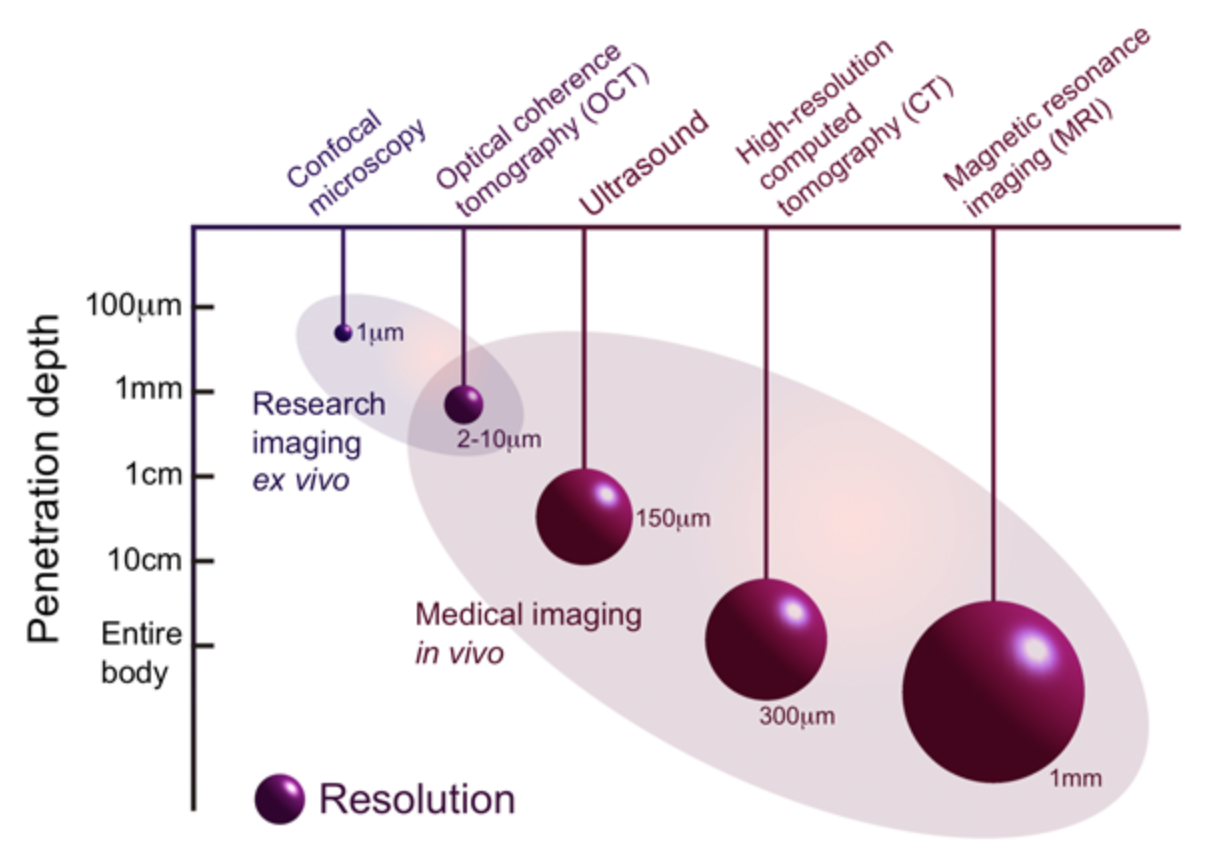 Confocal
microscopy
Optical coherence
tomography (OCT)
Ultrasound
High-resolution
computed
tomography (CT)
Magnetic resonance
imaging (MRI)
Penetration depth
100μm
1mm
1cm
10cm
Entire
body
1μm
2-10μm
150μm
300μm
1mm
Research
imaging
ex vivo
Medical imaging
in vivo
Resolution